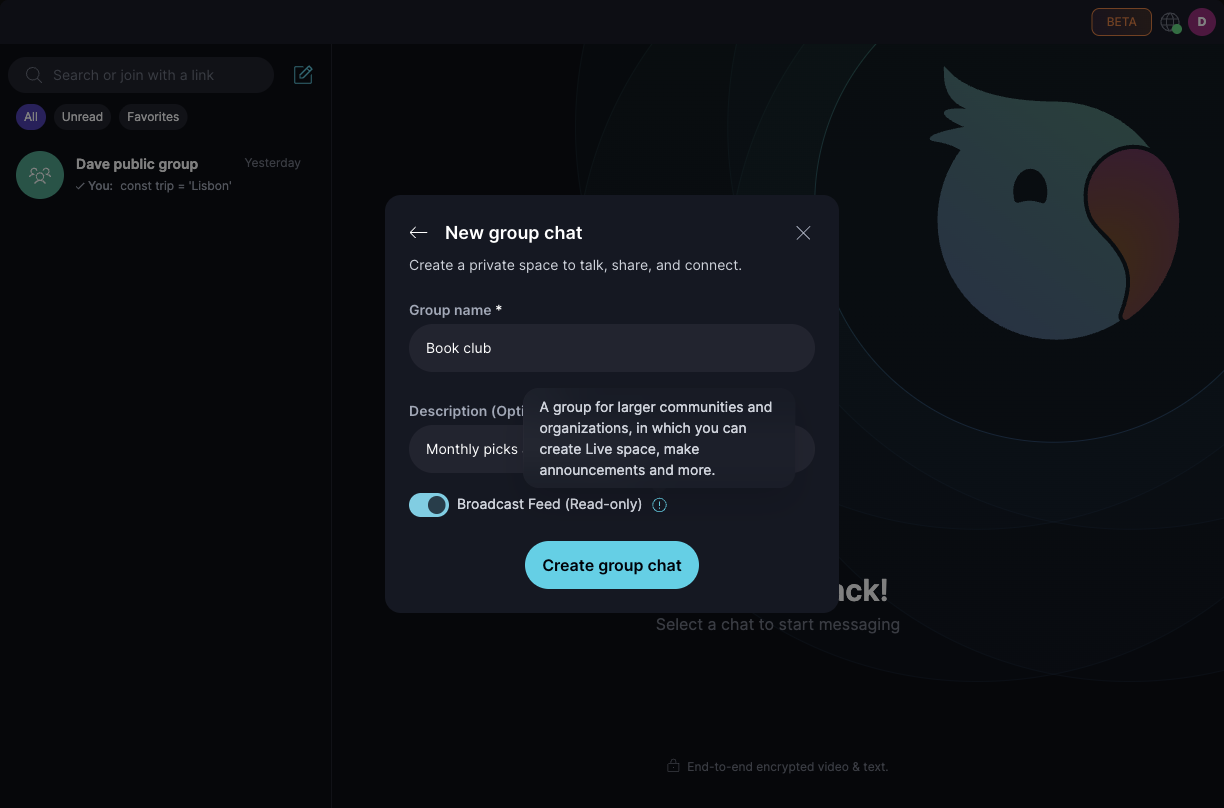 BETA
D
Search or join with a link
All
Unread
Favorites
Dave public group
Yesterday
You: const trip = 'Lisbon'
New group chat
Create a private space to talk, share, and connect.
Group name *
Book club
Description
A group for larger communities and
organizations, in which you can
create Live space, make
announcements and more.
Monthly picks
Broadcast Feed (Read-only)
Create group chat
Select a chat to start messaging
End-to-end encrypted video & text.